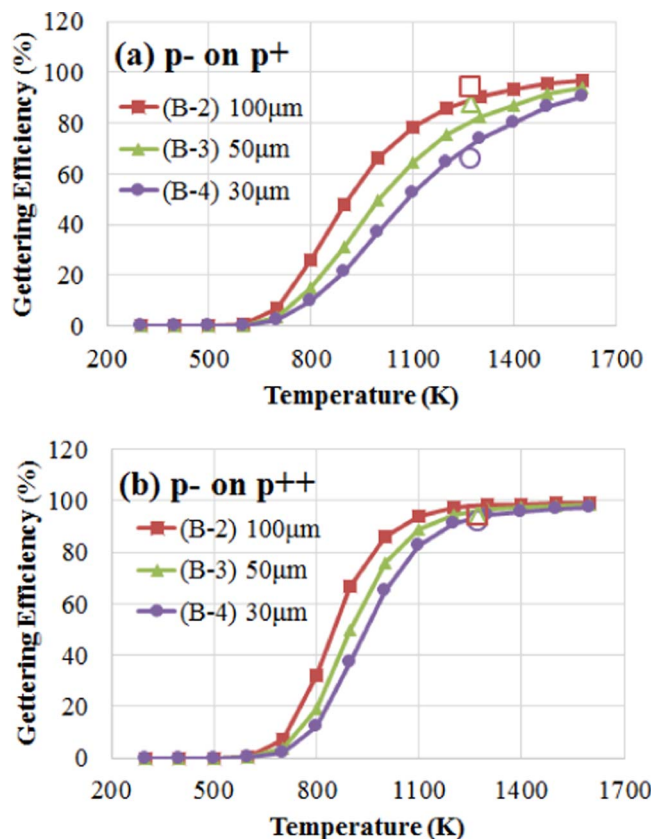 120
100
80
60
40
20
0
Gettering Efficiency (%)
(a) p- on p+
(B-2) 100μm
(B-3) 50μm
(B-4) 30μm
200 500 800 1100 1400 1700
Temperature (K)
120
100
80
60
40
20
0
Gettering Efficiency (%)
(b) p- on p++
(B-2) 100μm
(B-3) 50μm
(B-4) 30μm
200 500 800 1100 1400 1700
Temperature (K)